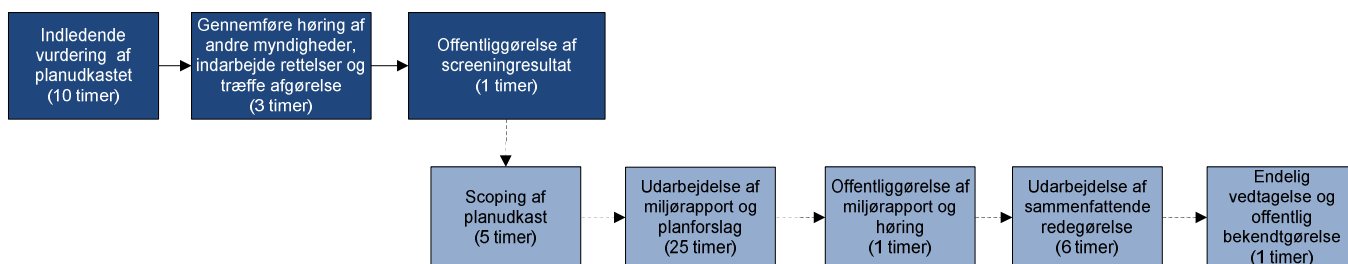 Indledende
vurdering af
planudkastet
(10 timer)
Gennemføre høring af
andre myndigheder,
indarbejde rettelser og
træffe afgørelse
(3 timer)
Offentliggørelse af
screeningresultat
(1 timer)
Scoping af
planudkast
(5 timer)
Udarbejdelse af
miljørapport og
planforslag
(25 timer)
Offentliggørelse af
miljørapport og
høring
(1 timer)
Udarbejdelse af
sammenfattende
redegørelse
(6 timer)
Endelig
vedtagelse og
offentlig
bekendtgørelse
(1 timer)